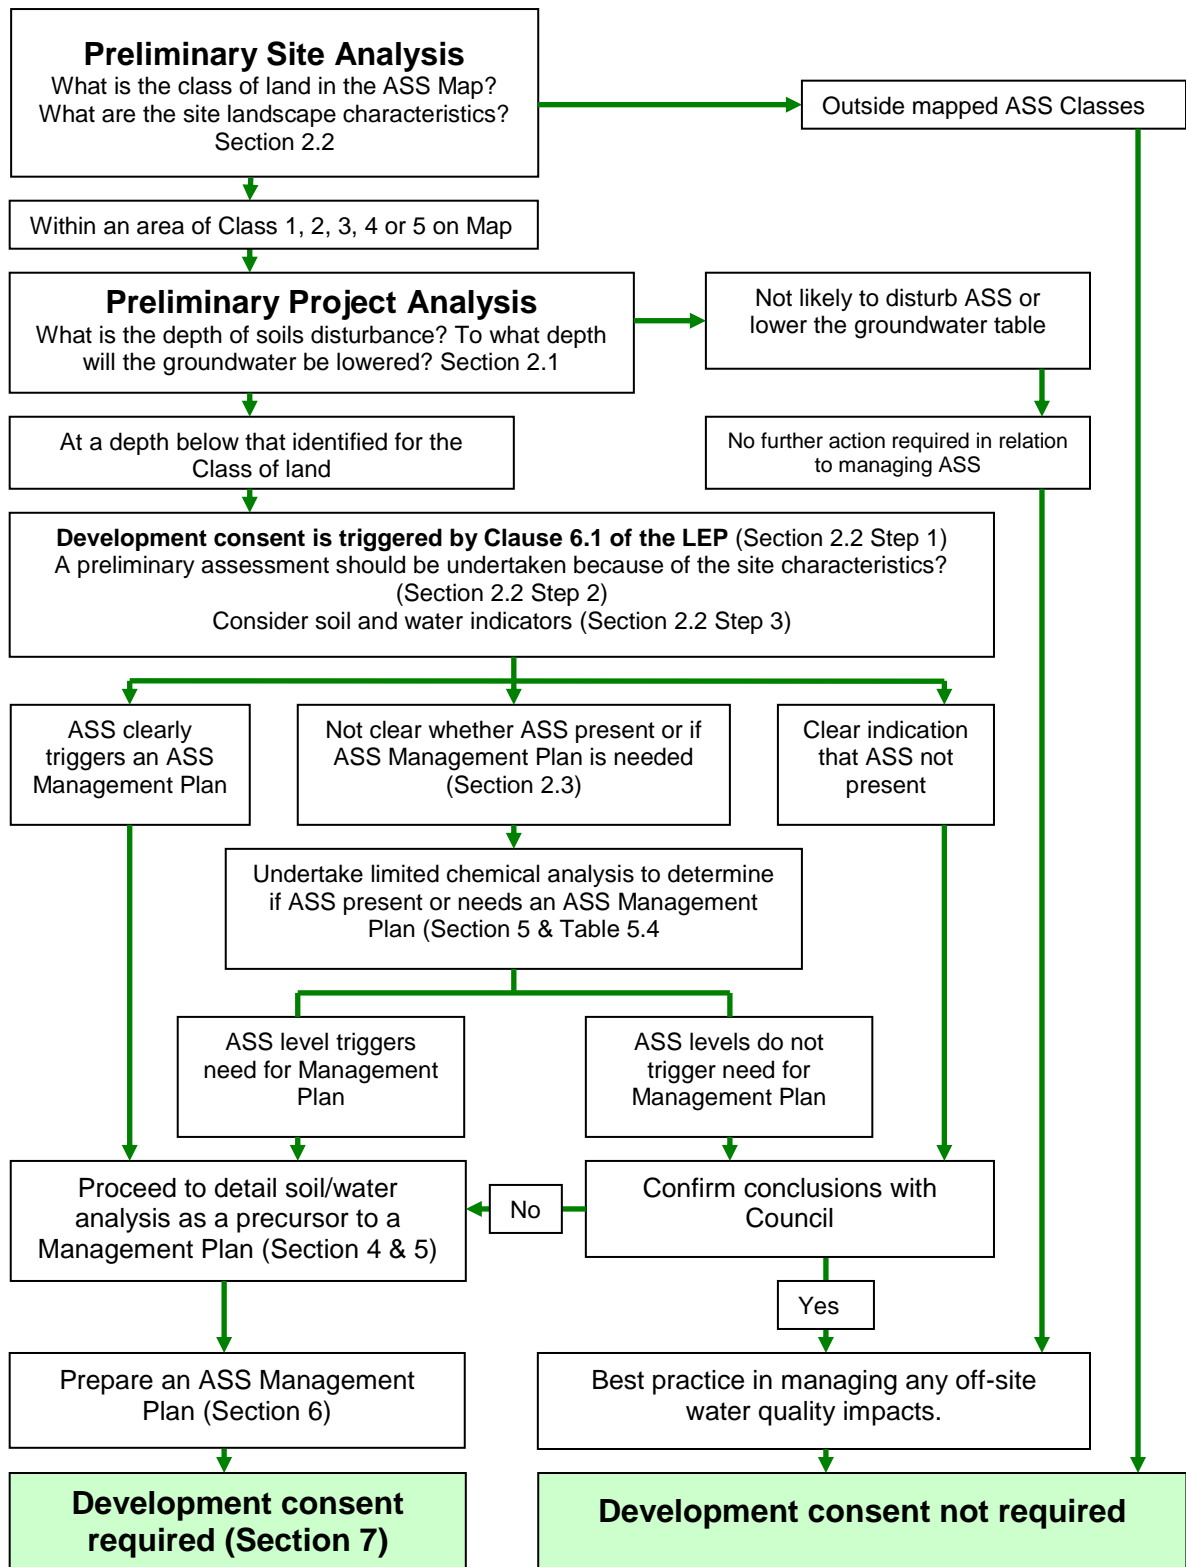 Preliminary Site Analysis
What is the class of land in the ASS Map?
What are the site landscape characteristics?
Section 2.2
Outside mapped ASS Classes
Within an area of Class 1, 2, 3, 4 or 5 on Map
Preliminary Project Analysis
What is the depth of soils disturbance? To what depth
will the groundwater be lowered? Section 2.1
Not likely to disturb ASS or
lower the groundwater table
At a depth below that identified for the
Class of land
No further action required in relation
to managing ASS
Development consent is triggered by Clause 6.1 of the LEP (Section 2.2 Step 1)
A preliminary assessment should be undertaken because of the site characteristics?
(Section 2.2 Step 2)
Consider soil and water indicators (Section 2.2 Step 3)
ASS clearly
triggers an ASS
Management Plan
Not clear whether ASS present or if
ASS Management Plan is needed
(Section 2.3)
Clear indication
that ASS not
present
Undertake limited chemical analysis to determine
if ASS present or needs an ASS Management
Plan (Section 5 & Table 5.4
ASS level triggers
need for Management
Plan
ASS levels do not
trigger need for
Management Plan
Proceed to detail soil/water
analysis as a precursor to a
Management Plan (Section 4 & 5)
No
Confirm conclusions with
Council
Yes
Prepare an ASS Management
Plan (Section 6)
Best practice in managing any off-site
water quality impacts.
Development consent
required (Section 7)
Development consent not required